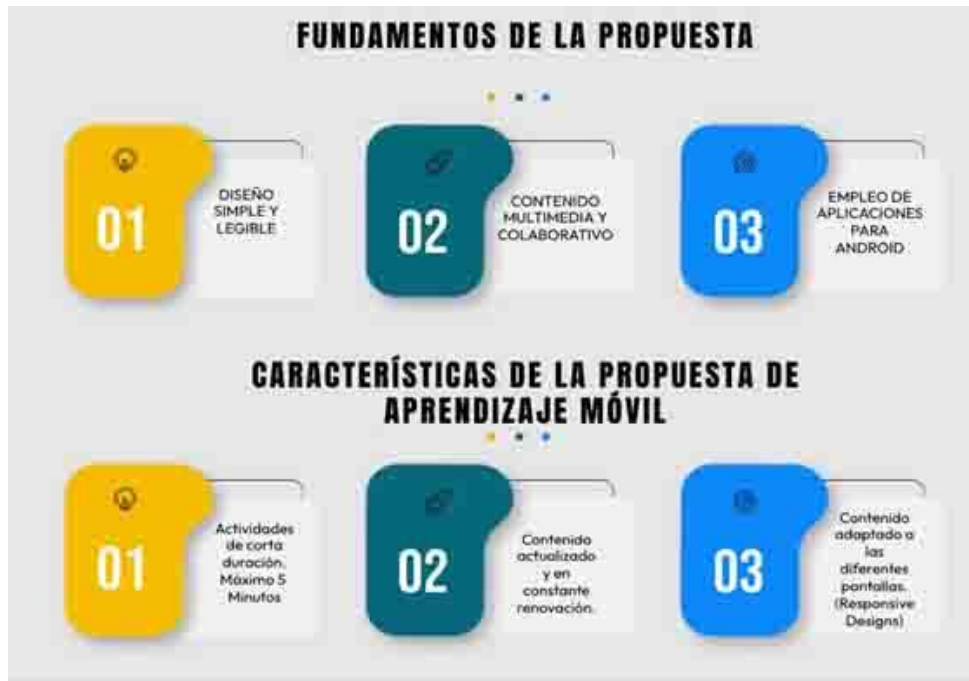 FUNDAMENTOS DE LA PROPUESTA
01
DISEÑO
SIMPLE Y
LEGIBLE
02
CONTENIDO
MULTIMEDIA Y
COLABORATIVO
03
EMPLEO DE
APLICACIONES
PARA
ANDROID
CARACTERÍSTICAS DE LA PROPUESTA DE
APRENDIZAJE MÓVIL
01
Actividades
de corta
duración.
Máximo 5
Minutos
02
Contenido
actualizado
y en
constante
renovación.
03
Contenido
adaptado a
las
diferentes
pantallas.
(Responsive
Designs)